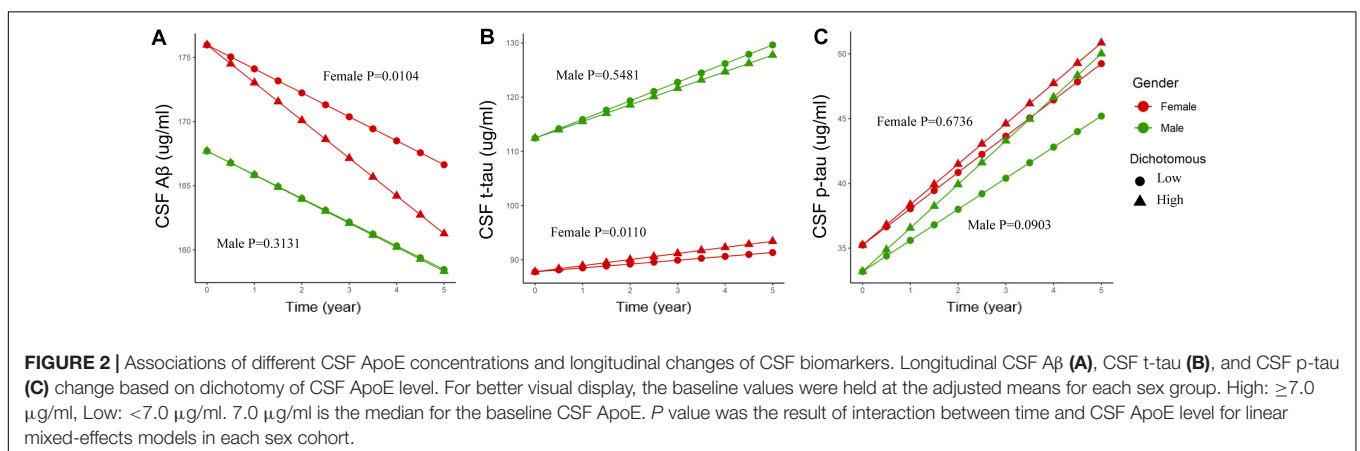 A
CSF Aβ (ug/ml)
175
170
165
160
Female P=0.0104
Male P=0.3131
0 1 2 3 4 5
Time (year)
B
CSF t-tau (ug/ml)
130
120
110
100
90
Male P=0.5481
Female P=0.0110
0 1 2 3 4 5
Time (year)
C
CSF p-tau (ug/ml)
50
45
40
35
Female P=0.6736
Male P=0.0903
0 1 2 3 4 5
Time (year)
Gender
Female
Male
Dichotomous
Low
High
FIGURE 2 | Associations of different CSF ApoE concentrations and longitudinal changes of CSF biomarkers. Longitudinal CSF Aβ (A), CSF t-tau (B), and CSF p-tau
(C) change based on dichotomy of CSF ApoE level. For better visual display, the baseline values were held at the adjusted means for each sex group. High: ≥7.0
μg/ml, Low: <7.0 μg/ml. 7.0 μg/ml is the median for the baseline CSF ApoE. P value was the result of interaction between time and CSF ApoE level for linear
mixed-effects models in each sex cohort.